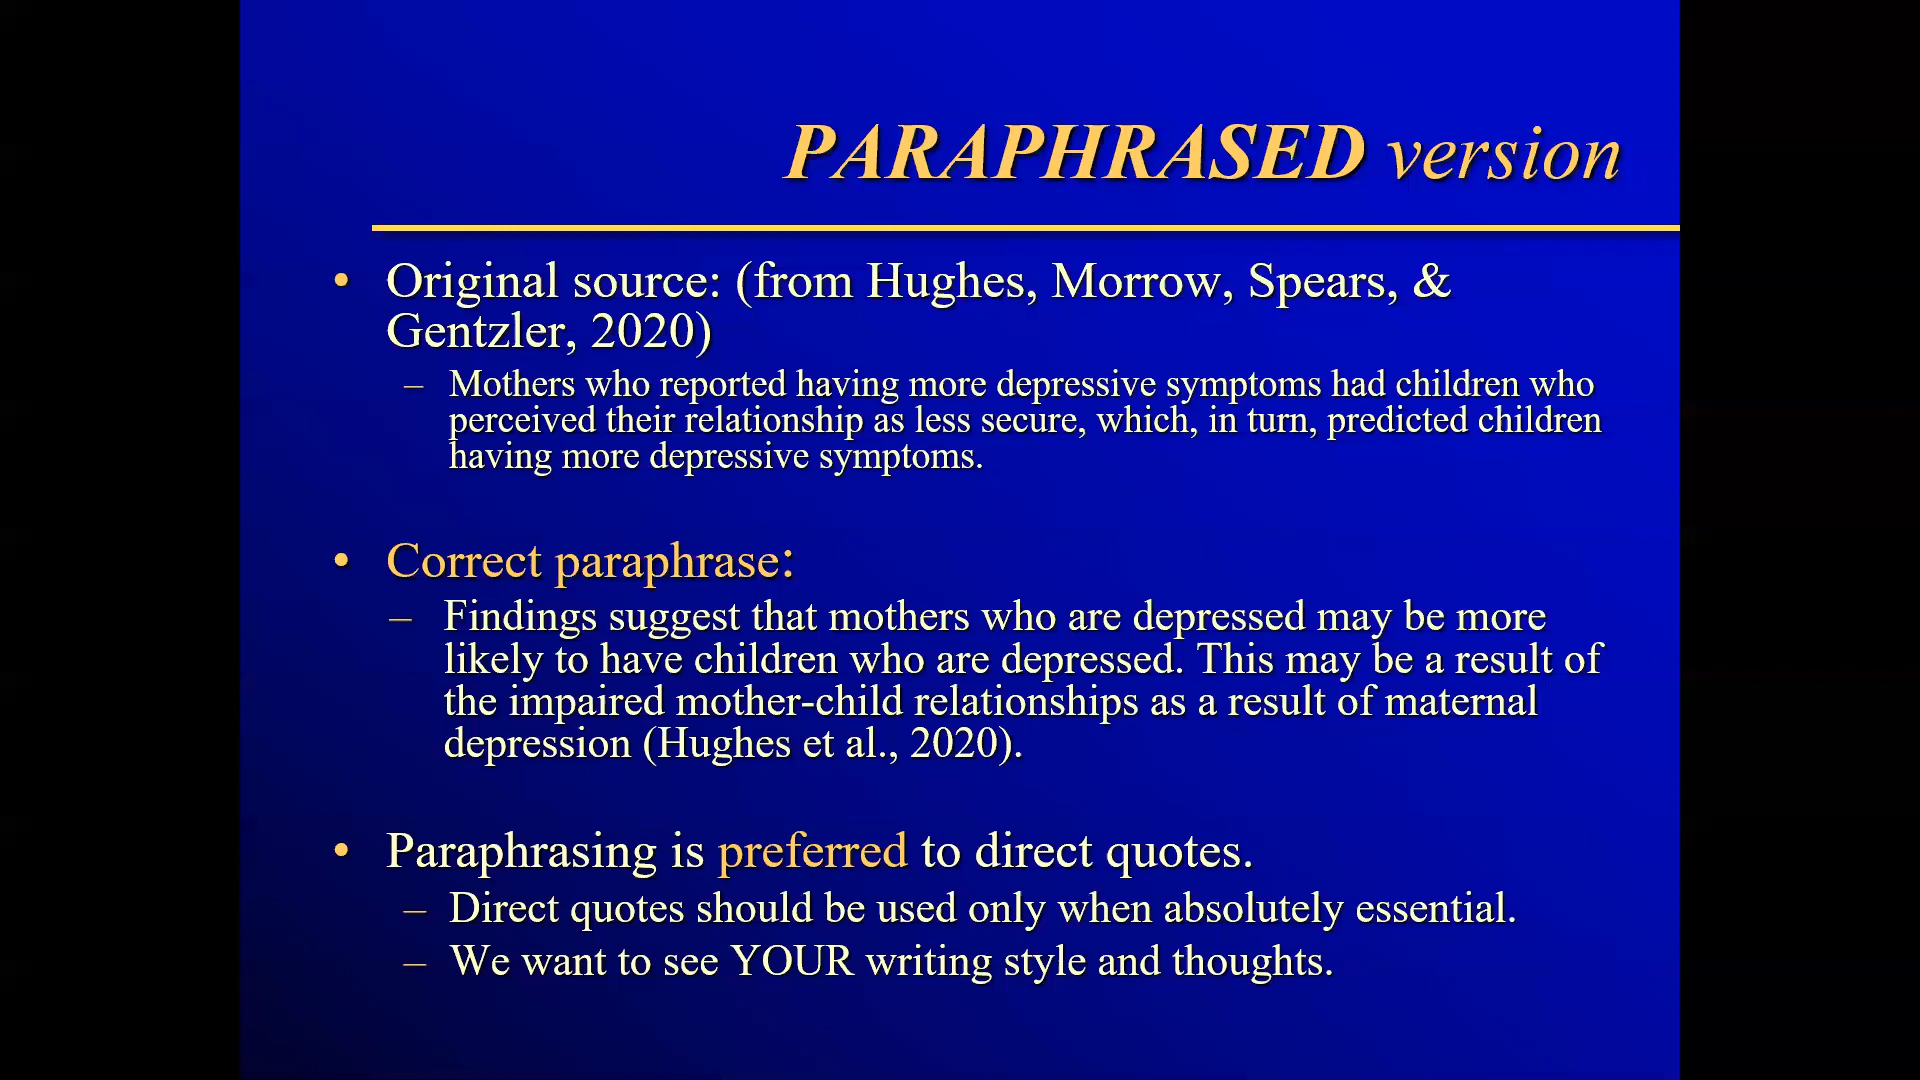 PARAPHRASED version
• Original source: (from Hughes, Morrow, Spears, &
Gentzler, 2020)
– Mothers who reported having more depressive symptoms had children who
perceived their relationship as less secure, which, in turn, predicted children
having more depressive symptoms.
• Correct paraphrase:
– Findings suggest that mothers who are depressed may be more
likely to have children who are depressed. This may be a result of
the impaired mother-child relationships as a result of maternal
depression (Hughes et al., 2020).
• Paraphrasing is preferred to direct quotes.
– Direct quotes should be used only when absolutely essential.
– We want to see YOUR writing style and thoughts.